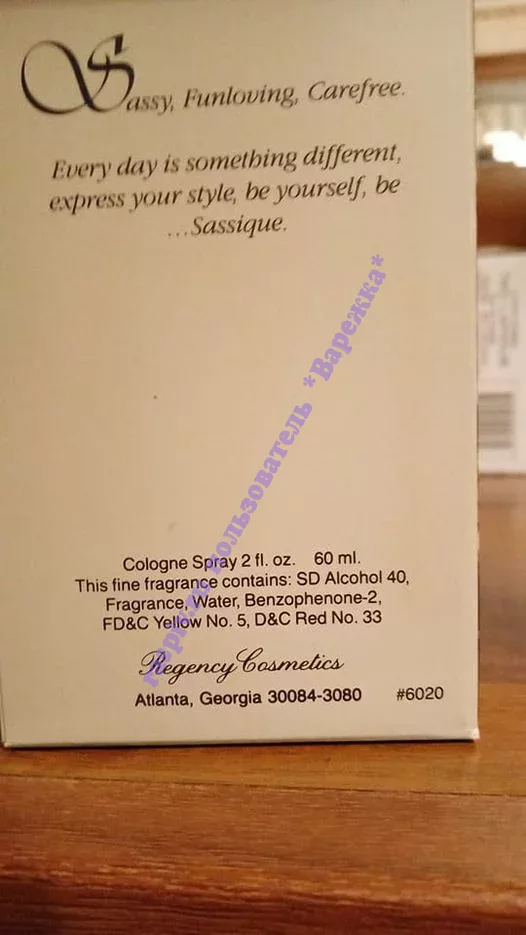 Sassy, Funloving, Carefree.
Every day is something different,
express your style, be yourself, be
...Sassique.
*Варежка*
пользователь
Cologne Spray 2 fl. oz. 60 ml.
This fine fragrance contains: SD Alcohol 40,
Fragrance, Water, Benzophenone-2,
FD&C Yellow No. 5, D&C Red No. 33
Regency Cosmetics
Atlanta, Georgia 30084-3080 #6020